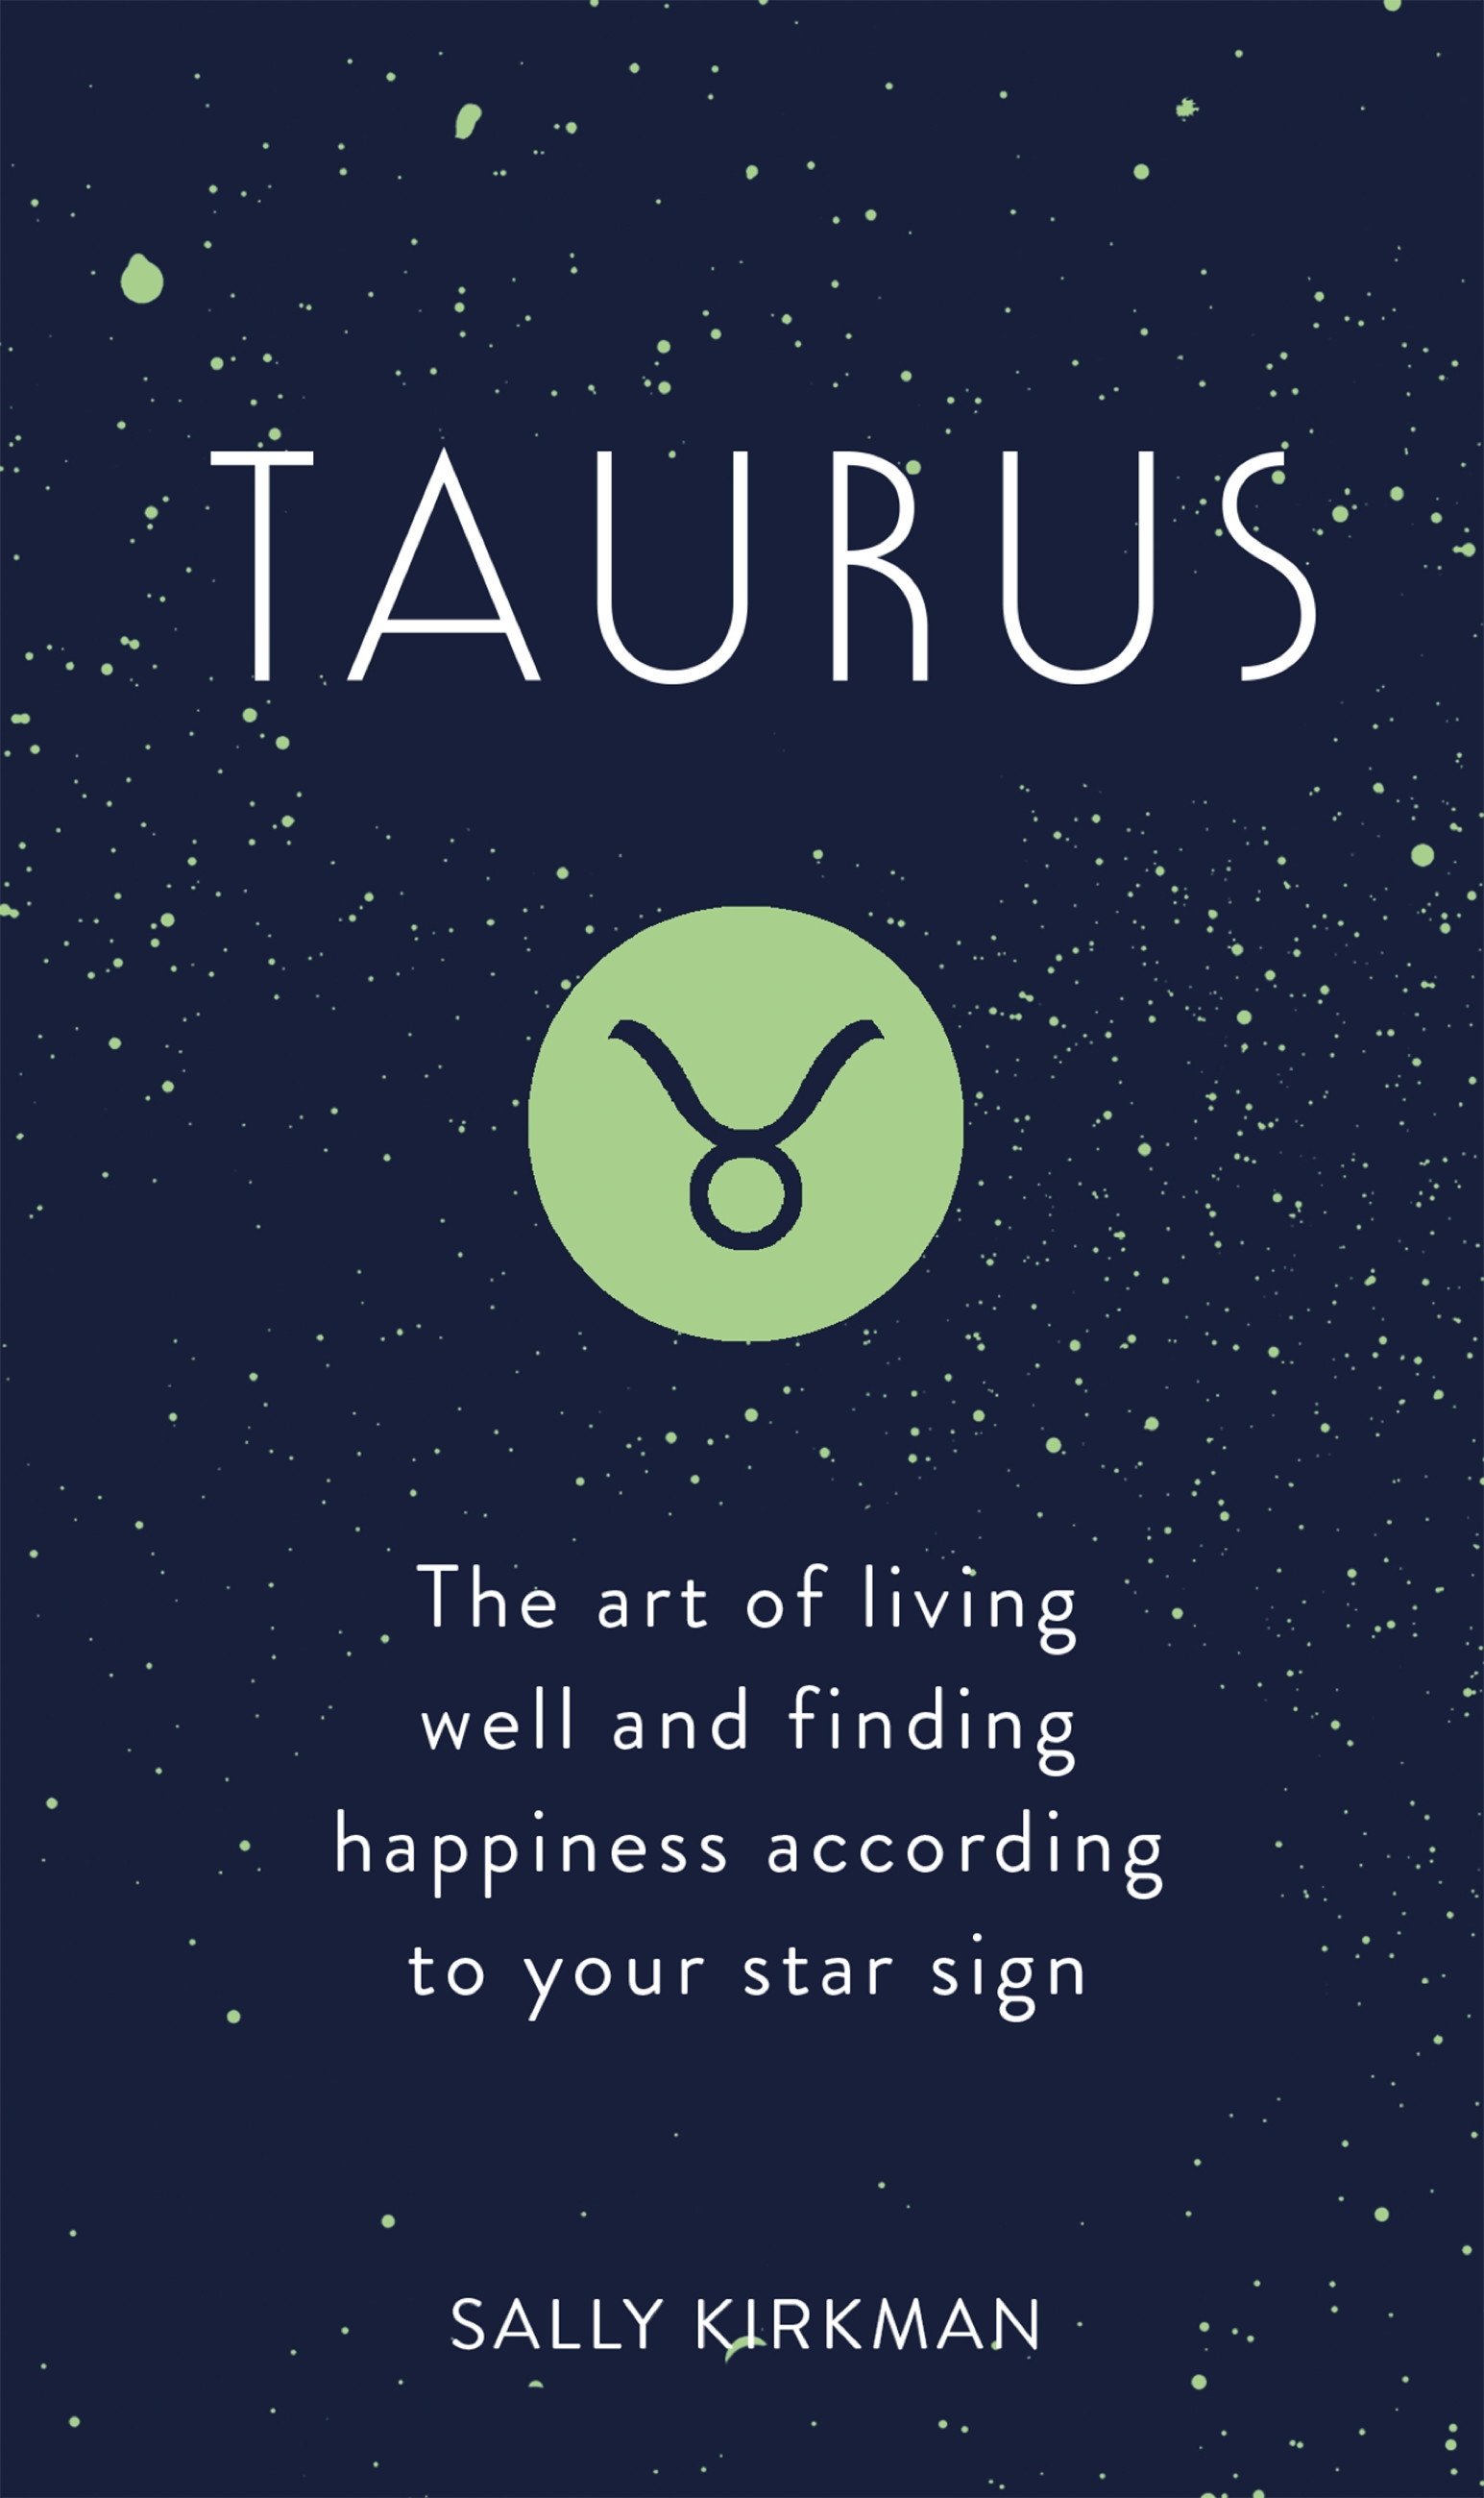 TAURUS
The art of living
well and finding
happiness according
to your star sign
SALLY KIRKMAN